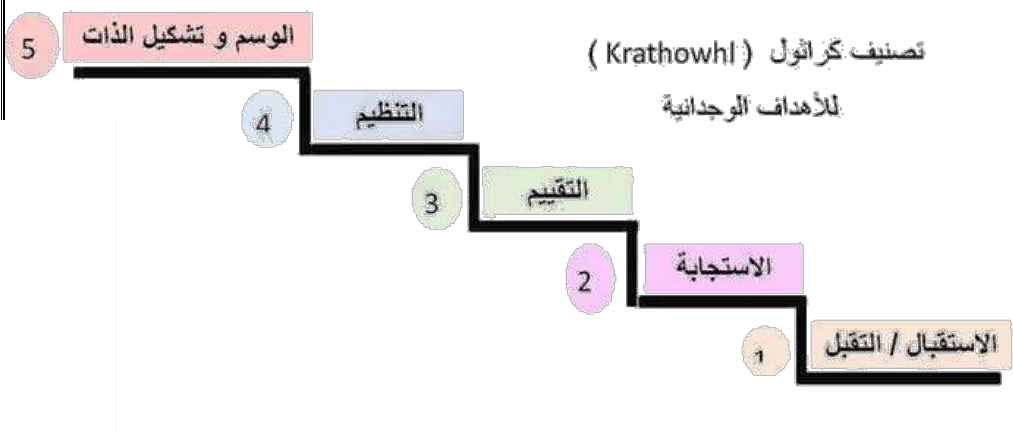 تصنيف كراثول ( Krathowhl )
للأهداف الوجدانية
5 الوسم و تشكيل الذات
4 التنظيم
3 التقييم
2 الاستجابة
1 الاستقبال / التقبل